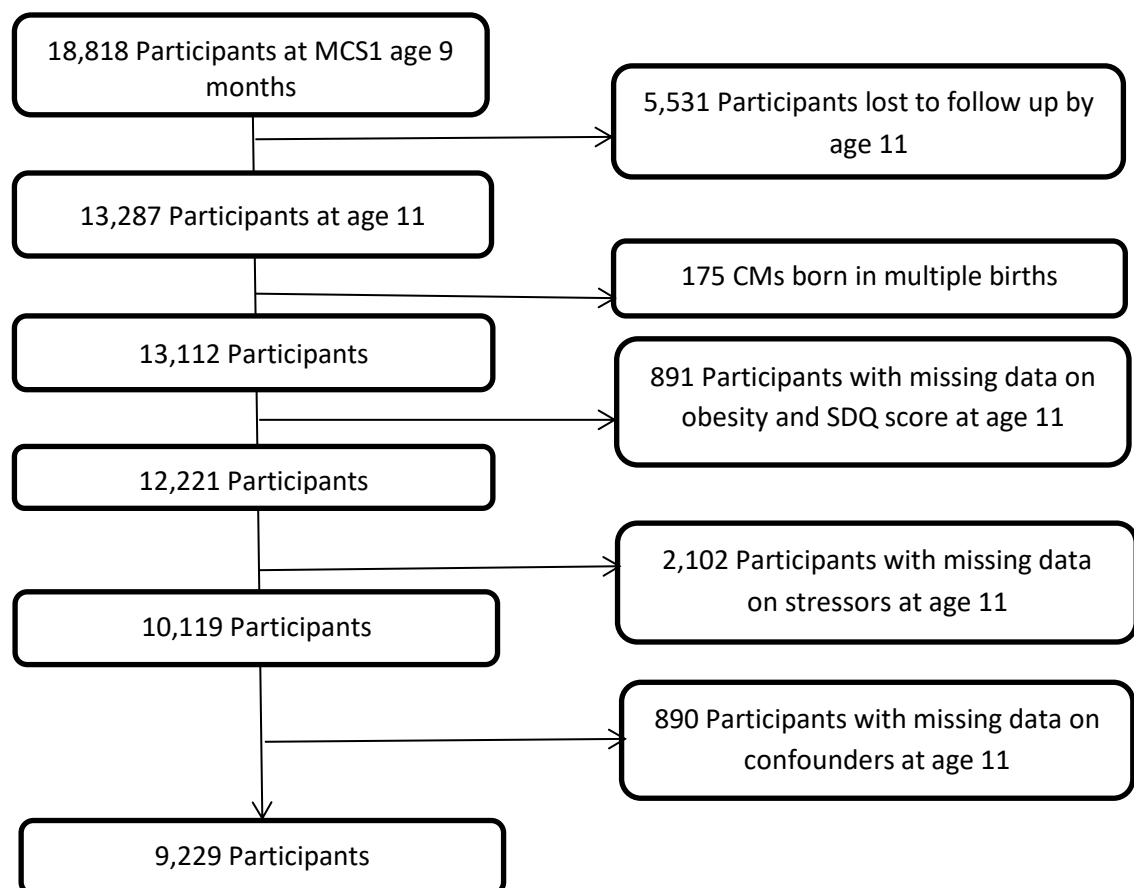 18,818 Participants at MCS1 age 9
months
5,531 Participants lost to follow up by
age 11
13,287 Participants at age 11
175 CMs born in multiple births
13,112 Participants
891 Participants with missing data on
obesity and SDQ score at age 11
12,221 Participants
2,102 Participants with missing data
on stressors at age 11
10,119 Participants
890 Participants with missing data on
confounders at age 11
9,229 Participants